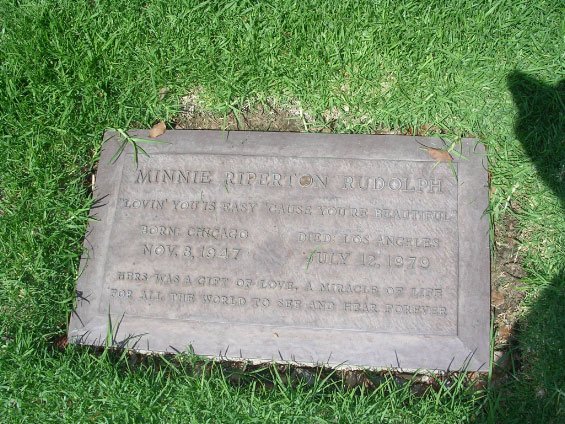 MINNIE RIPERTON RUDOLPH
"LOVIN' YOU IS EASY 'CAUSE YOU'RE BEAUTIFUL"
BORN: CHICAGO DIED: LOS ANGELES
NOV. 8, 1947 JULY 12, 1979
HERS WAS A GIFT OF LOVE, A MIRACLE OF LIFE
FOR ALL THE WORLD TO SEE AND HEAR FOREVER